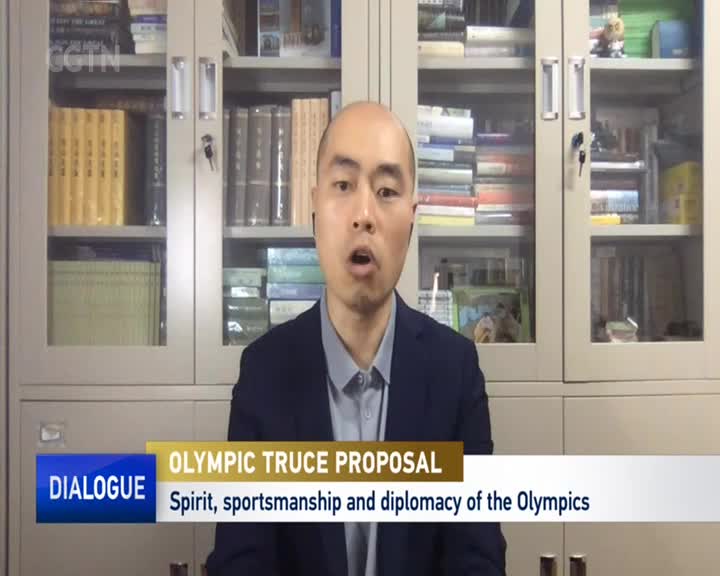 CGTN
OLYMPIC TRUCE PROPOSAL
DIALOGUE
Spirit, sportsmanship and diplomacy of the Olympics